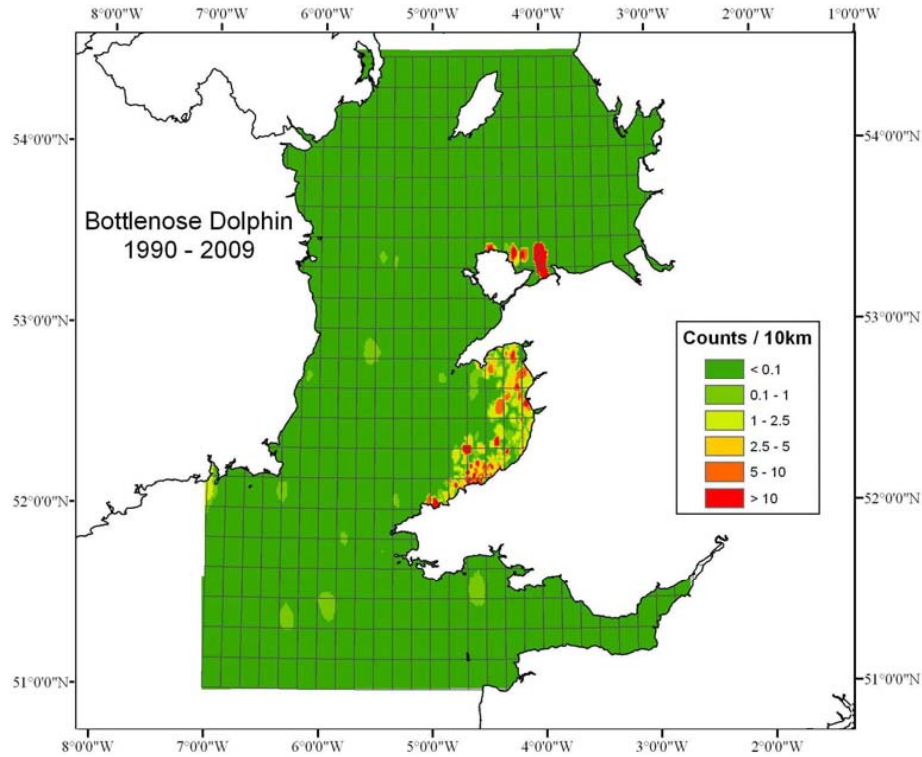 8°0'0"W 7°0'0"W 6°0'0"W 5°0'0"W 4°0'0"W 3°0'0"W 2°0'0"W 1°0'0"W
54°0'0"N 54°0'0"N
Bottlenose Dolphin
1990 - 2009
53°0'0"N 53°0'0"N
Counts / 10km
< 0.1
0.1 - 1
1 - 2.5
2.5 - 5
5 - 10
> 10
52°0'0"N 52°0'0"N
51°0'0"N 51°0'0"N
8°0'0"W 7°0'0"W 6°0'0"W 5°0'0"W 4°0'0"W 3°0'0"W 2°0'0"W